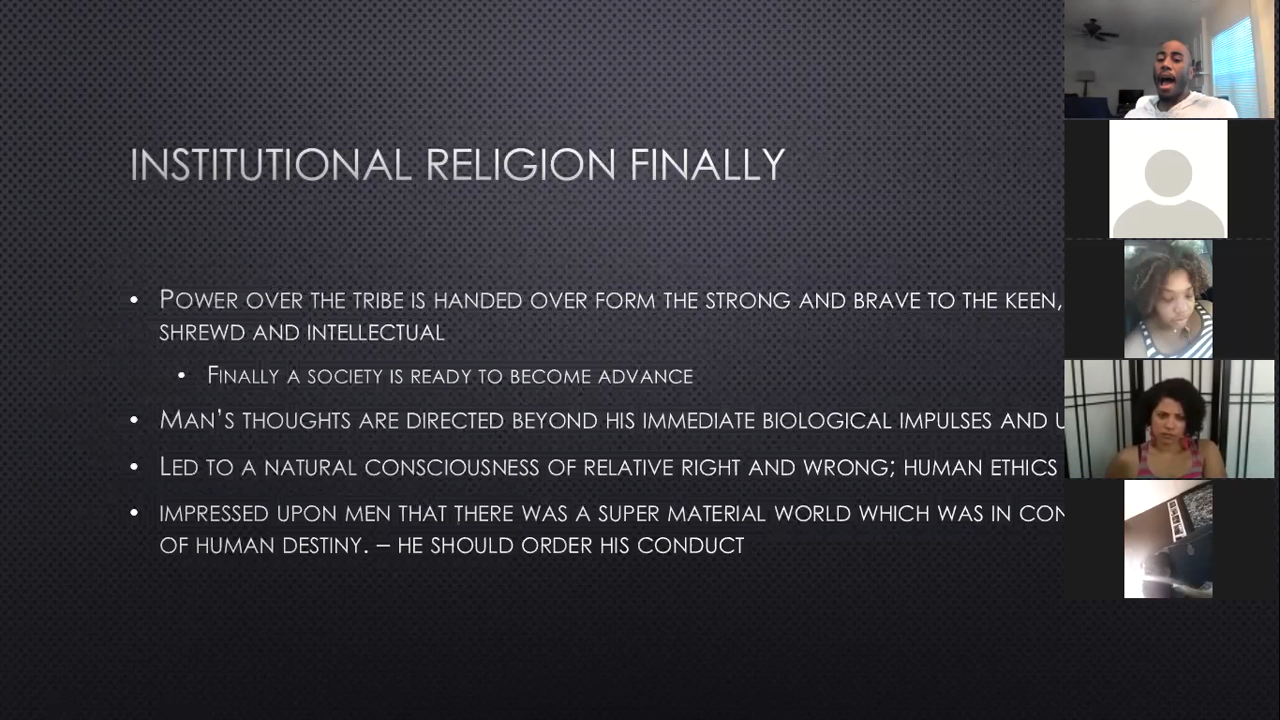 INSTITUTIONAL RELIGION FINALLY
• POWER OVER THE TRIBE IS HANDED OVER FORM THE STRONG AND BRAVE TO THE KEEN,
SHREWD AND INTELLECTUAL
• FINALLY A SOCIETY IS READY TO BECOME ADVANCE
• MAN'S THOUGHTS ARE DIRECTED BEYOND HIS IMMEDIATE BIOLOGICAL IMPULSES AND
• LED TO A NATURAL CONSCIOUSNESS OF RELATIVE RIGHT AND WRONG; HUMAN ETHICS
• IMPRESSED UPON MEN THAT THERE WAS A SUPER MATERIAL WORLD WHICH WAS IN
OF HUMAN DESTINY. – HE SHOULD ORDER HIS CONDUCT